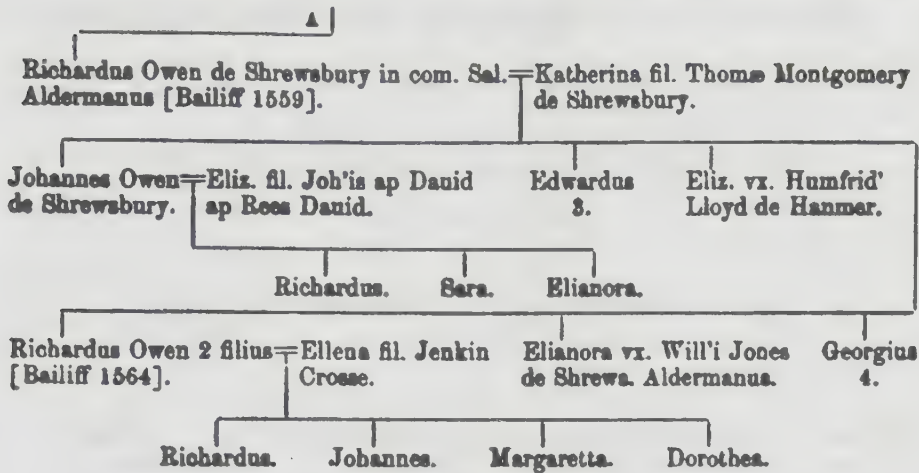 A
Richardus Owen de Shrewsbury in com. Sal.=Katherina fil. Thomæ Montgomery
Aldermanus [Bailiff 1559]. de Shrewsbury.
Johannes Owen=Eliz. fil. Joh'is ap Dauid Edwardus Eliz. vx. Humfrid'
de Shrewsbury. ap Rees Dauid. 3. Lloyd de Hanmer.
Richardus. Sara. Elianora.
Richardus Owen 2 filius=Ellena fil. Jenkin Elianora vx. Will'i Jones Georgius
[Bailiff 1564]. Crosse. de Shrews. Aldermanus. 4.
Richardus. Johannes. Margaretta. Dorothea.